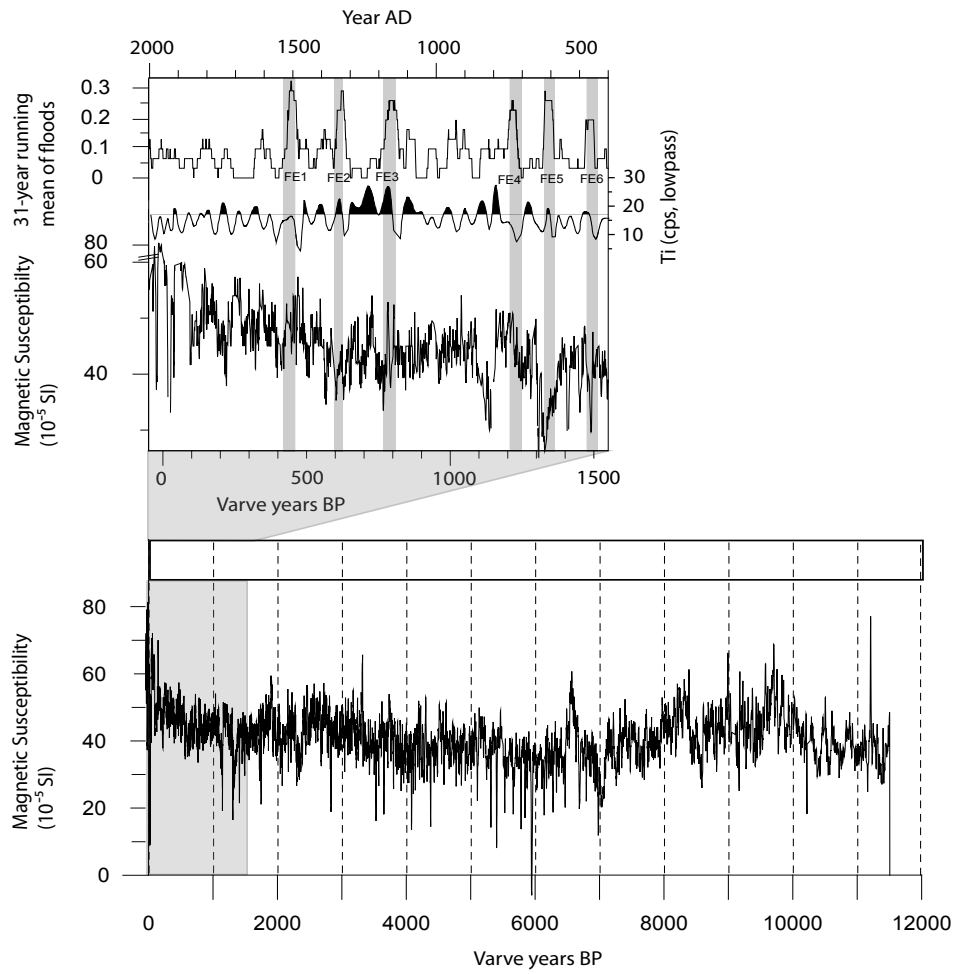 Year AD
2000 1500 1000 500
31-year running
mean of floods
0.3
0.2
0.1
0
FE1 FE2 FE3 FE4 FE5 FE6
Ti (cps, lowpass)
30
20
10
Magnetic Susceptibilty
(10⁻⁵ SI)
80
60
40
0 500 1000 1500
Varve years BP
Magnetic Susceptibility
(10⁻⁵ SI)
80
60
40
20
0
0 2000 4000 6000 8000 10000 12000
Varve years BP